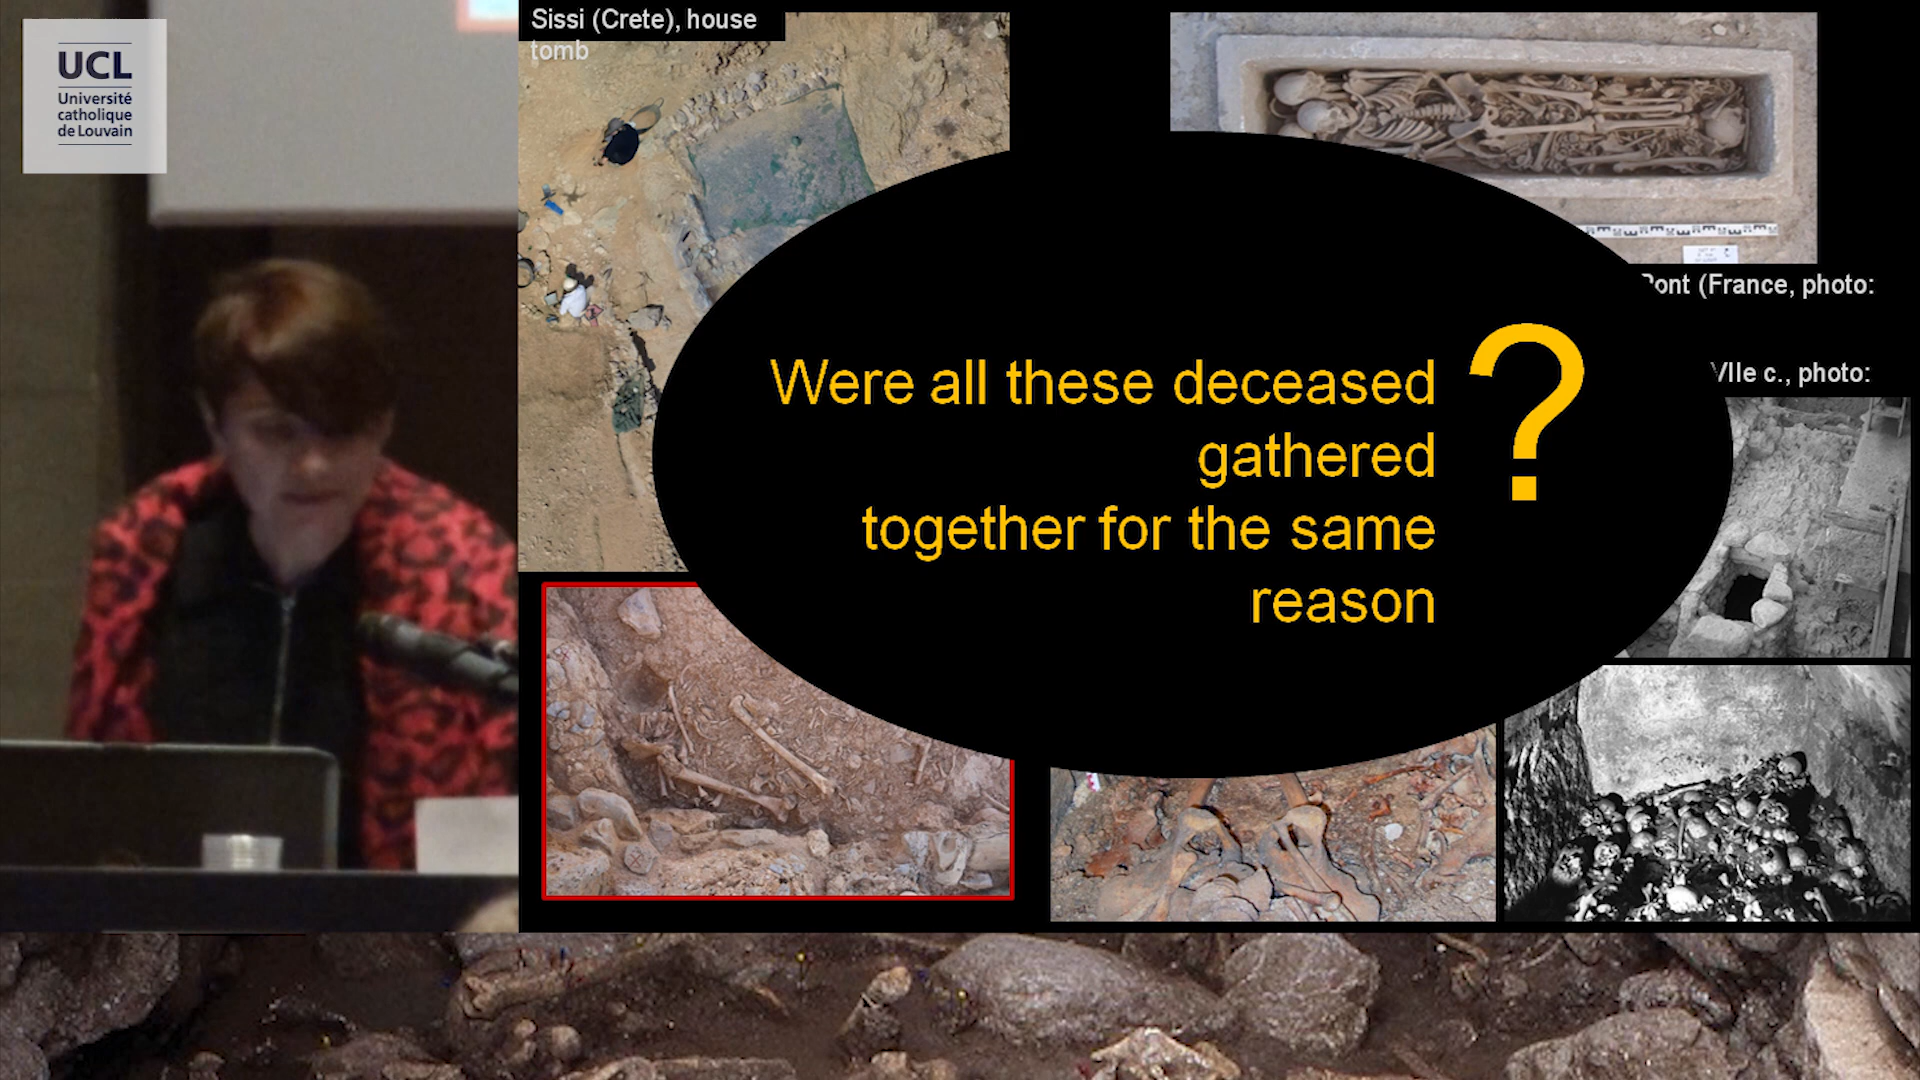 UCL
Université
catholique
de Louvain
Sissi (Crete), house
tomb
Pont (France, photo:
VIIe c., photo:
Were all these deceased
gathered
together for the same
reason
?